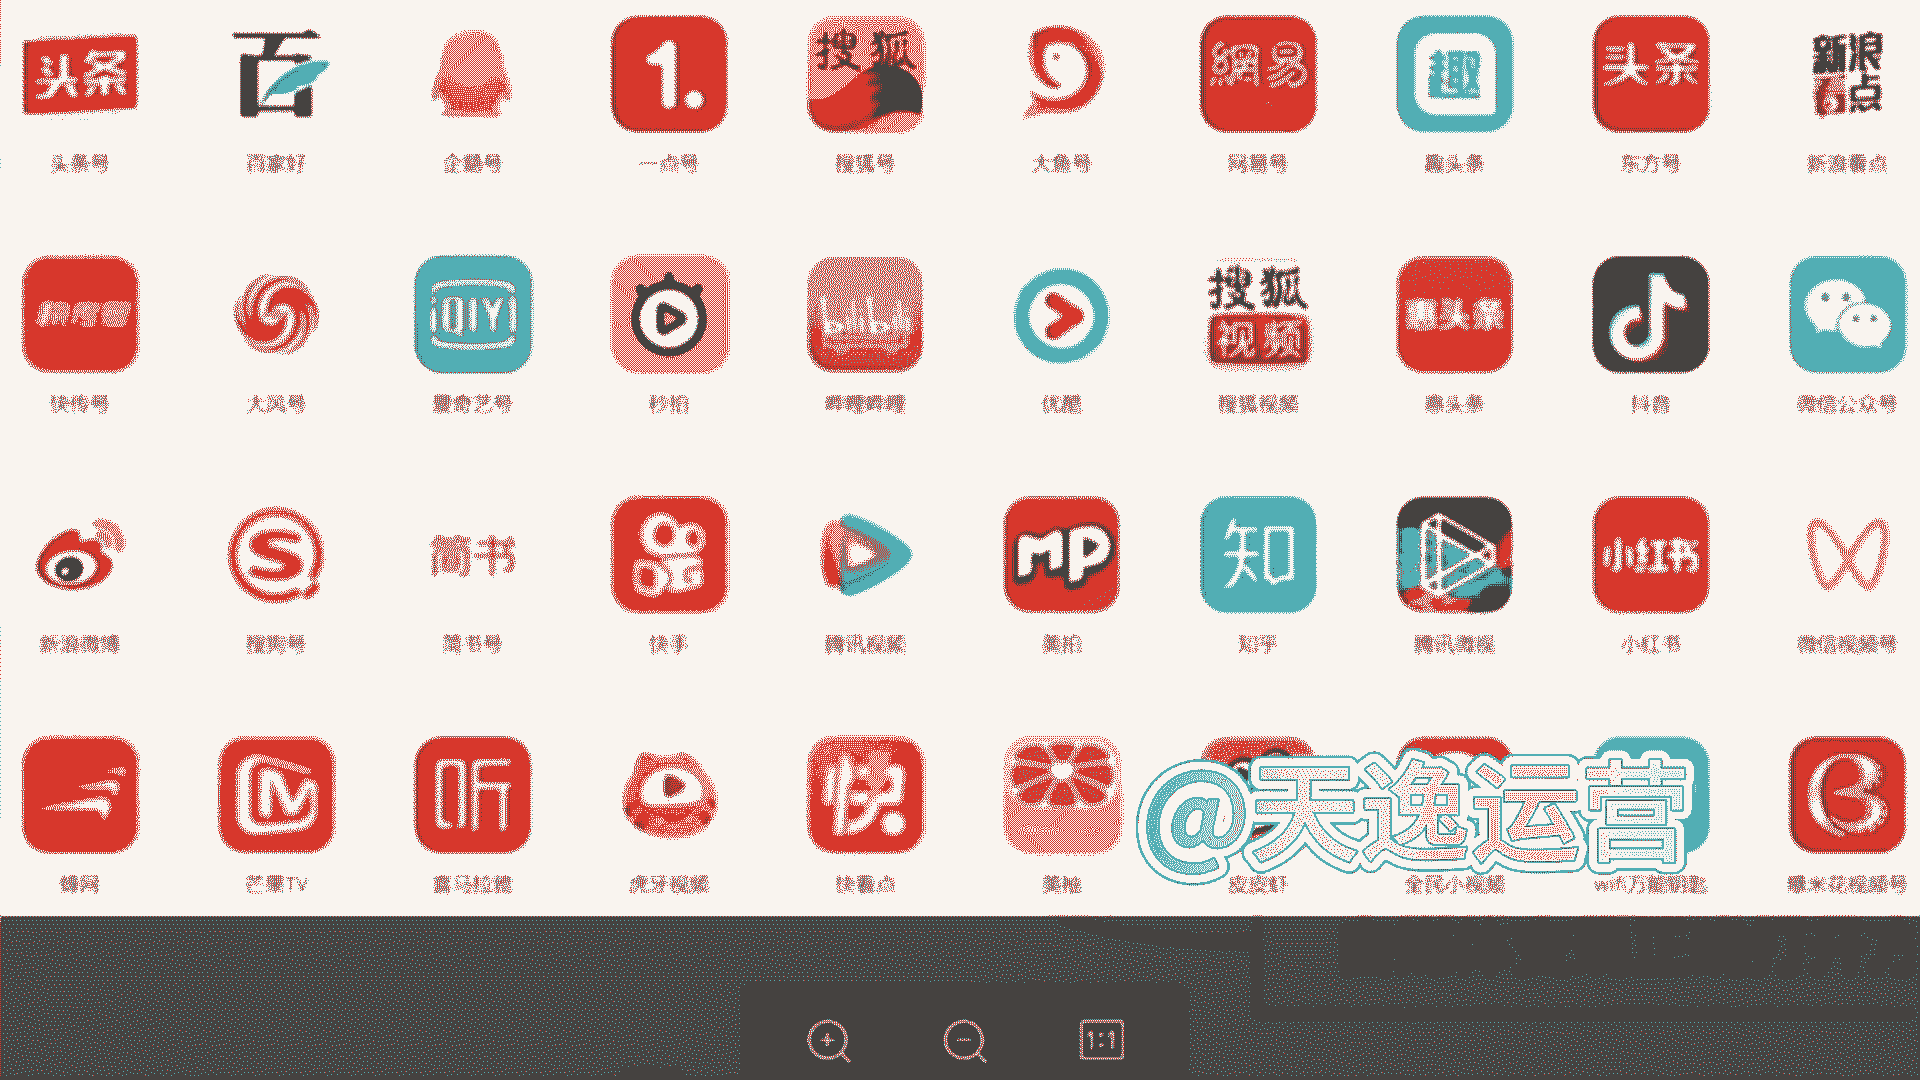 头条 百 1. 搜狐 網易 趣 头条 新浪看点
头条号 百家号 企鹅号 一点号 搜狐号 大鱼号 网易号 趣头条 东方号 新浪看点
iQIYI bilibili 搜狐视频 惠头条
快传号 大风号 爱奇艺号 秒拍 哔哩哔哩 优酷 搜狐视频 惠头条 抖音 微信公众号
S 简书 MP 知 小红书
新浪微博 搜狗号 简书号 快手 腾讯视频 美拍 知乎 腾讯微视 小红书 微信视频号
听 快
蜂网 芒果TV 喜马拉雅 虎牙视频 快看点 美柚 皮皮虾 全民小视频 wifi万能钥匙 爆米花视频号
@天逸运营
1:1